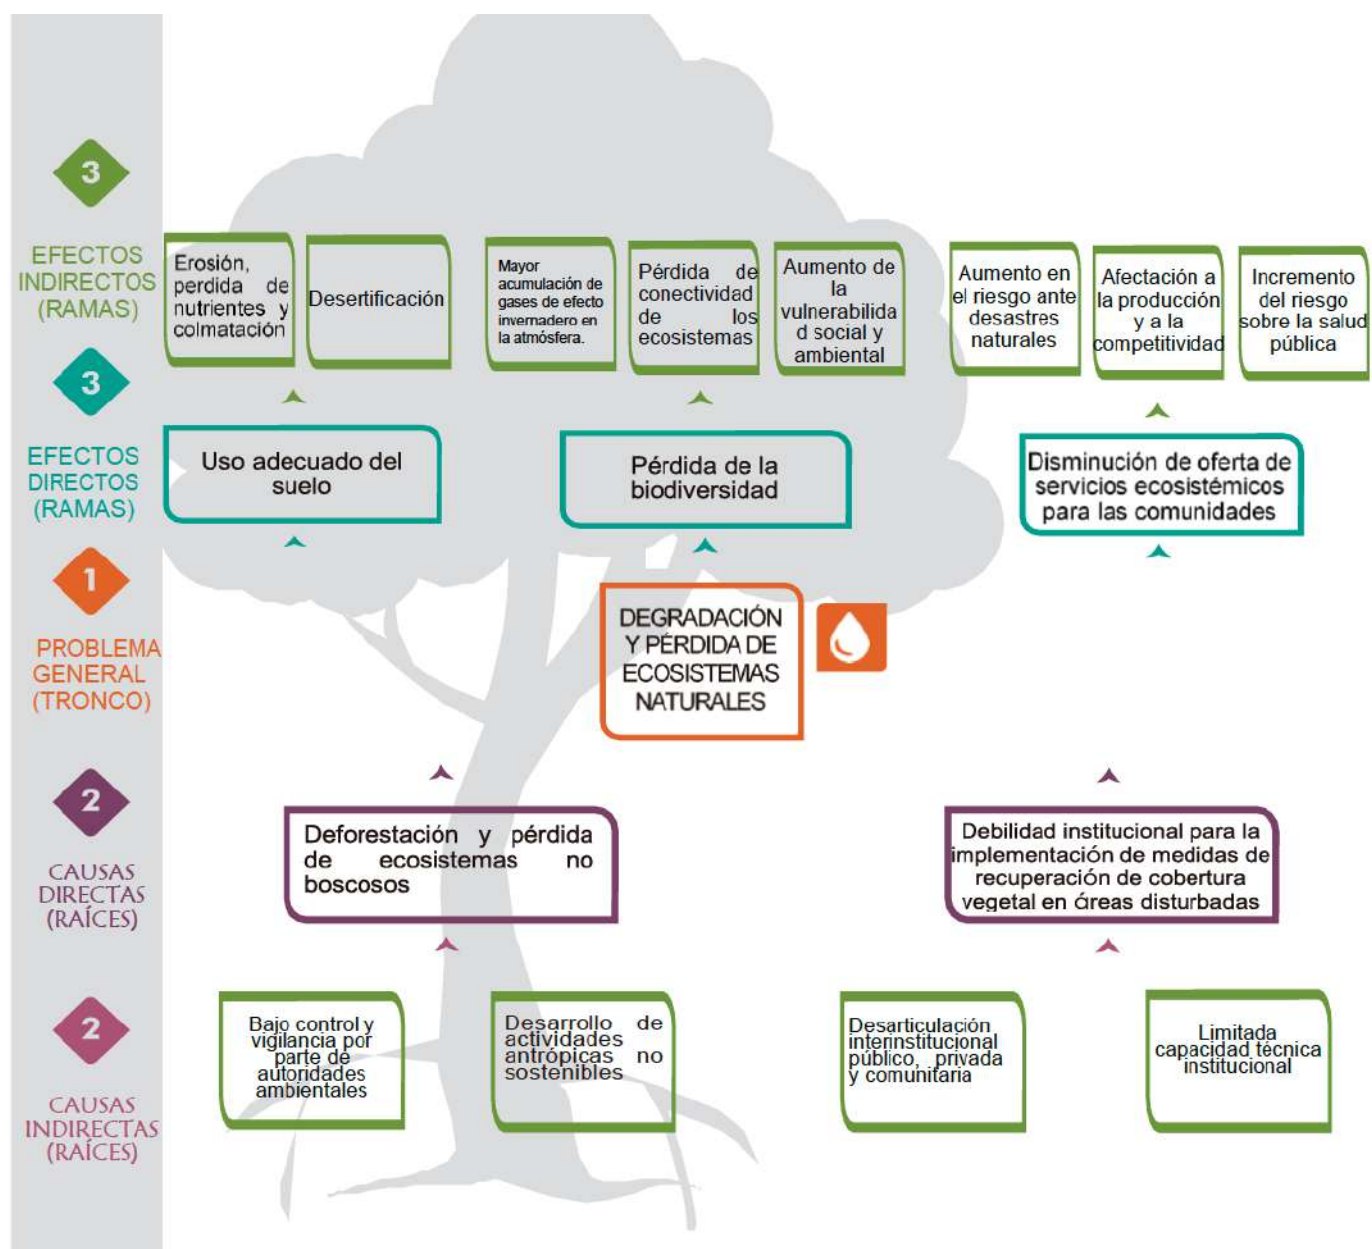 3
EFECTOS
INDIRECTOS
(RAMAS)
Erosión,
perdida de
nutrientes y
colmatación
Desertificación
Mayor
acumulación de
gases de efecto
invernadero en
la atmósfera.
Pérdida de
conectividad
de los
ecosistemas
Aumento de
la
vulnerabilida
d social y
ambiental
Aumento en
el riesgo ante
desastres
naturales
Afectación a
la producción
y a la
competitividad
Incremento
del riesgo
sobre la salud
pública
3
EFECTOS
DIRECTOS
(RAMAS)
Uso adecuado del
suelo
Pérdida de la
biodiversidad
Disminución de oferta de
servicios ecosistémicos
para las comunidades
1
PROBLEMA
GENERAL
(TRONCO)
DEGRADACIÓN
Y PÉRDIDA DE
ECOSISTEMAS
NATURALES
2
CAUSAS
DIRECTAS
(RAÍCES)
Deforestación y pérdida
de ecosistemas no
boscosos
Debilidad institucional para la
implementación de medidas de
recuperación de cobertura
vegetal en óreas disturbadas
2
CAUSAS
INDIRECTAS
(RAÍCES)
Bajo control y
vigilancia por
parte de
autoridades
ambientales
Desarrollo de
actividades
antrópicas no
sostenibles
Desarticulación
interinstitucional
público, privada
y comunitaria
Limitada
capacidad técnica
institucional